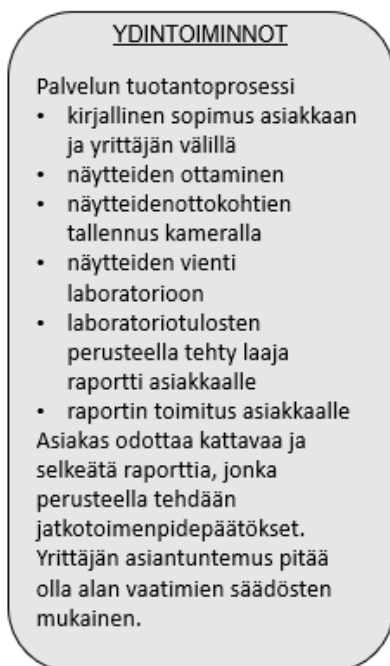 YDINTOIMINNOT
Palvelun tuotantoprosessi
• kirjallinen sopimus asiakkaan
ja yrittäjän välillä
• näytteiden ottaminen
• näytteidenottokohtien
tallennus kameralla
• näytteiden vienti
laboratorioon
• laboratoriotulosten
perusteella tehty laaja
raportti asiakkaalle
• raportin toimitus asiakkaalle
Asiakas odottaa kattavaa ja
selkeätä raporttia, jonka
perusteella tehdään
jatkotoimenpidepäätökset.
Yrittäjän asiantuntemus pitää
olla alan vaatimien säädösten
mukainen.